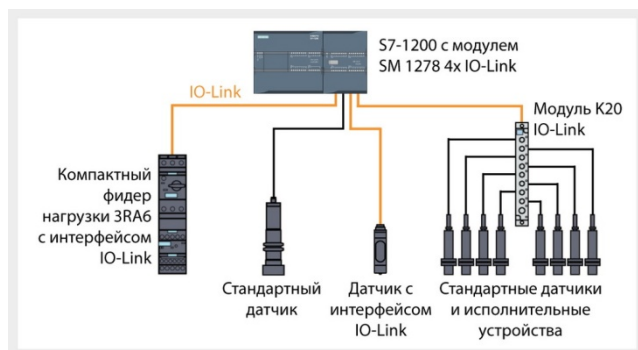 S7-1200 с модулем
SM 1278 4x IO-Link
IO-Link
Модуль K20
IO-Link
Компактный
фидер
нагрузки 3RA6
с интерфейсом
IO-Link
Стандартный
датчик
Датчик с
интерфейсом
IO-Link
Стандартные датчики
и исполнительные
устройства